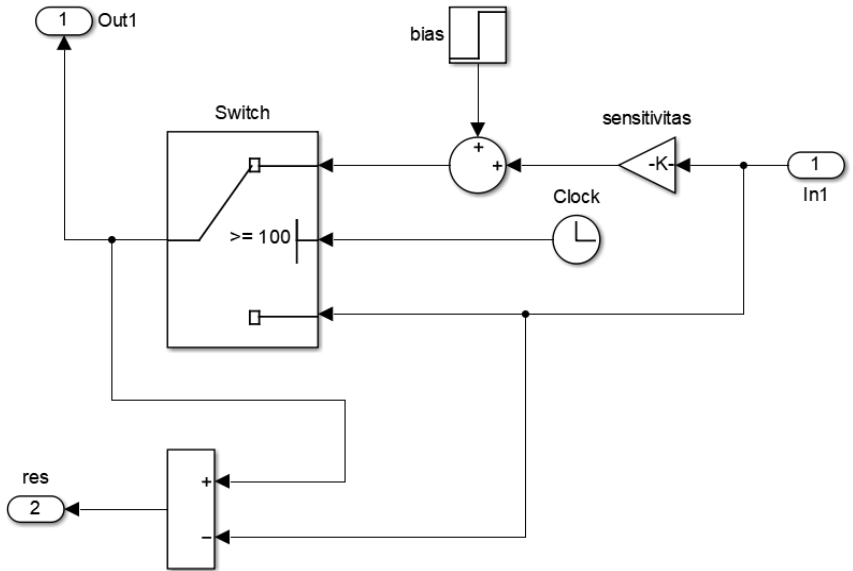 1 Out1
bias
Switch
sensitivitas
+
+
-K-
1
In1
Clock
>= 100
res
2
+
−